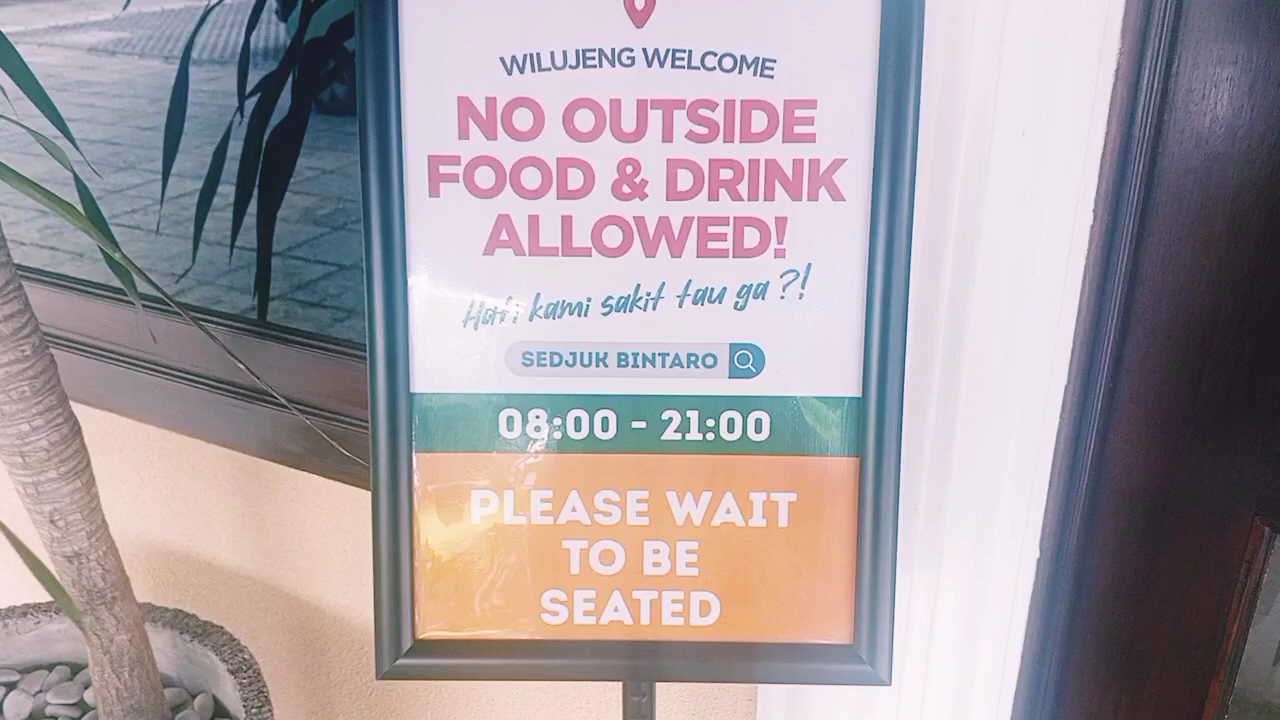 WILUJENG WELCOME
NO OUTSIDE
FOOD & DRINK
ALLOWED!
Hati kami sakit tau ga ?!
SEDJUK BINTARO
08:00 - 21:00
PLEASE WAIT
TO BE
SEATED